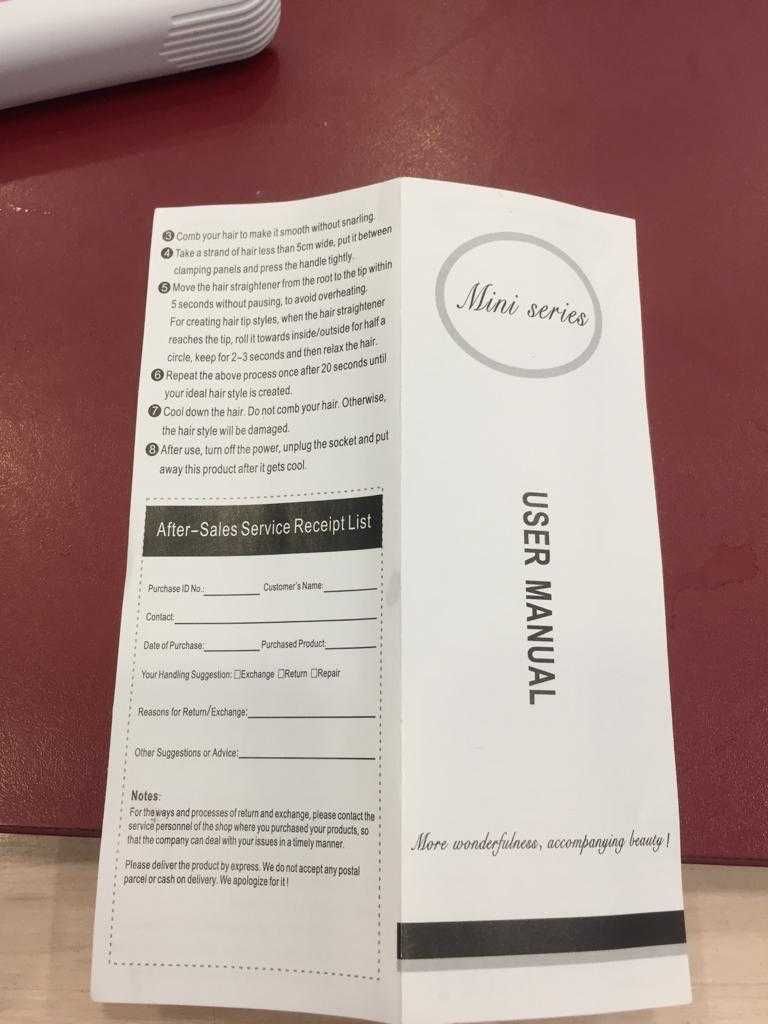 3 Comb your hair to make it smooth without snarling.
4 Take a strand of hair less than 5cm wide, put it between
clamping panels and press the handle tightly.
5 Move the hair straightener from the root to the tip within
5 seconds without pausing, to avoid overheating.
For creating hair tip styles, when the hair straightener
reaches the tip, roll it towards inside/outside for half a
circle, keep for 2-3 seconds and then relax the hair.
6 Repeat the above process once after 20 seconds until
your ideal hair style is created.
7 Cool down the hair. Do not comb your hair. Otherwise,
the hair style will be damaged.
8 After use, turn off the power, unplug the socket and put
away this product after it gets cool.
After-Sales Service Receipt List
Purchase ID No.: Customer's Name:
Contact:
Date of Purchase: Purchased Product:
Your Handling Suggestion: □Exchange □Return □Repair
Reasons for Return/Exchange:
Other Suggestions or Advice:
Notes:
For the ways and processes of return and exchange, please contact the
service personnel of the shop where you purchased your products, so
that the company can deal with your issues in a timely manner.
Please deliver the product by express. We do not accept any postal
parcel or cash on delivery. We apologize for it!
Mini series
USER MANUAL
More wonderfulness, accompanying beauty!